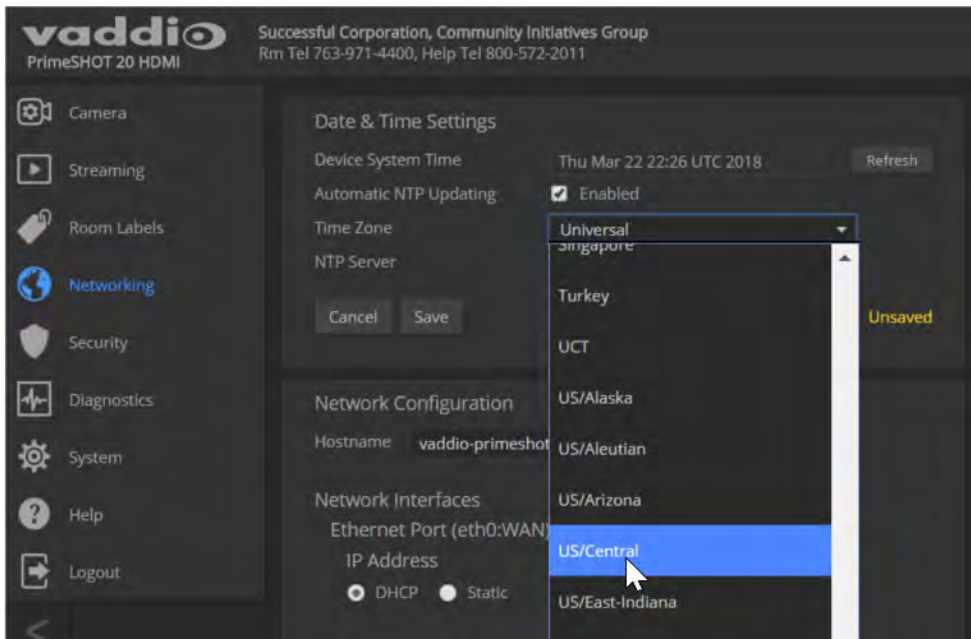 vaddio
PrimeSHOT 20 HDMI
Successful Corporation, Community Initiatives Group
Rm Tel 763-971-4400, Help Tel 800-572-2011
Camera
Streaming
Room Labels
Networking
Security
Diagnostics
System
Help
Logout
Date & Time Settings
Device System Time Thu Mar 22 22:26 UTC 2018 Refresh
Automatic NTP Updating Enabled
Time Zone Universal
NTP Server
Cancel Save Unsaved
Singapore
Turkey
UCT
US/Alaska
US/Aleutian
US/Arizona
US/Central
US/East-Indiana
Network Configuration
Hostname vaddio-primeshot
Network Interfaces
Ethernet Port (eth0:WAN)
IP Address
DHCP Static